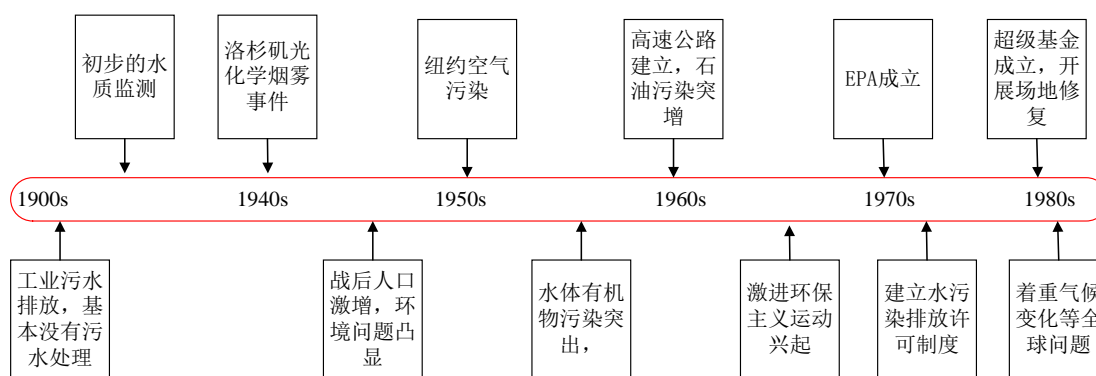 初步的水
质监测
洛杉矶光
化学烟雾
事件
纽约空气
污染
高速公路
建立，石
油污染突
增
EPA成立
超级基金
成立，开
展场地修
复
1900s
1940s
1950s
1960s
1970s
1980s
工业污水
排放，基
本没有污
水处理
战后人口
激增，环
境问题凸
显
水体有机
物污染突
出，
激进环保
主义运动
兴起
建立水污
染排放许
可制度
着重气候
变化等全
球问题